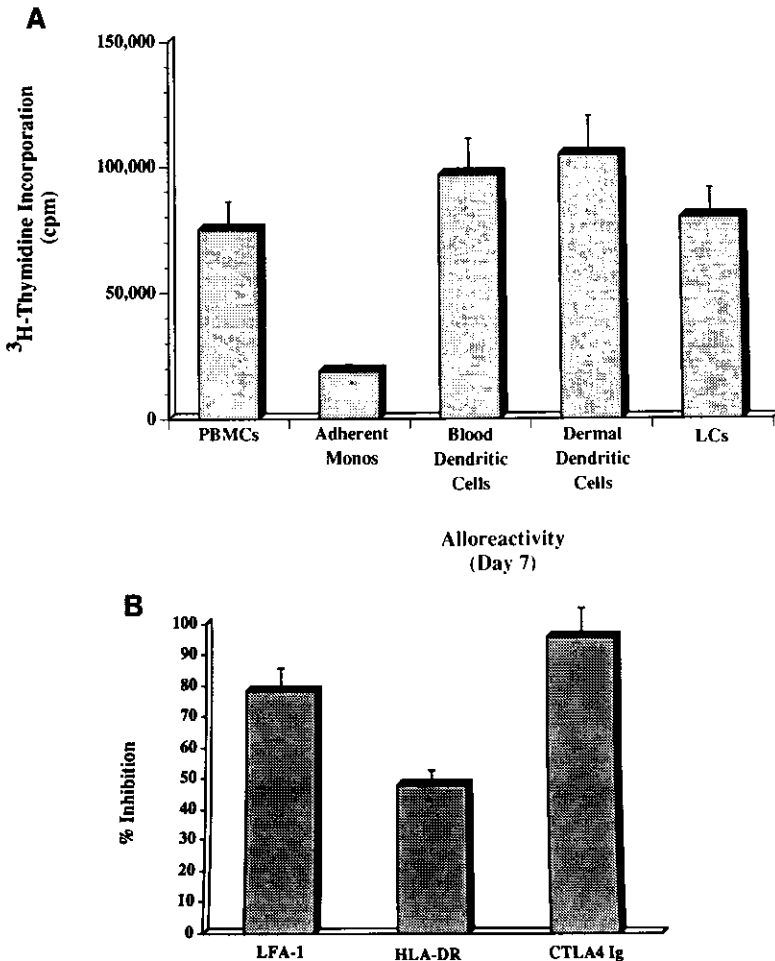 A
150,000
100,000
50,000
0
³H-Thymidine Incorporation
(cpm)
PBMCs
Adherent
Monos
Blood
Dendritic
Cells
Dermal
Dendritic
Cells
LCs
Alloreactivity
(Day 7)
B
100
90
80
70
60
50
40
30
20
10
0
% Inhibition
LFA-1
HLA-DR
CTLA4 Ig